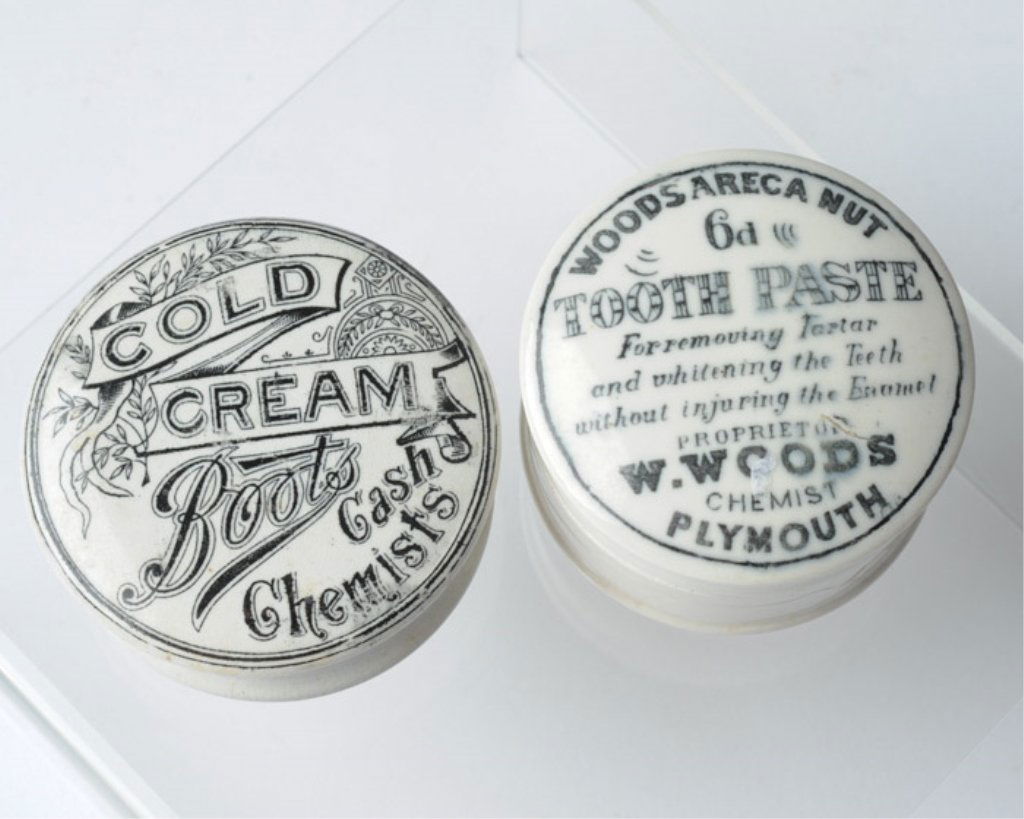 COLD
CREAM
Boots
Cash
Chemists
WOODS ARECA NUT
6d
TOOTH PASTE
For removing Tartar
and whitening the Teeth
without injuring the Enamel
PROPRIETOR
W. WOODS
CHEMIST
PLYMOUTH